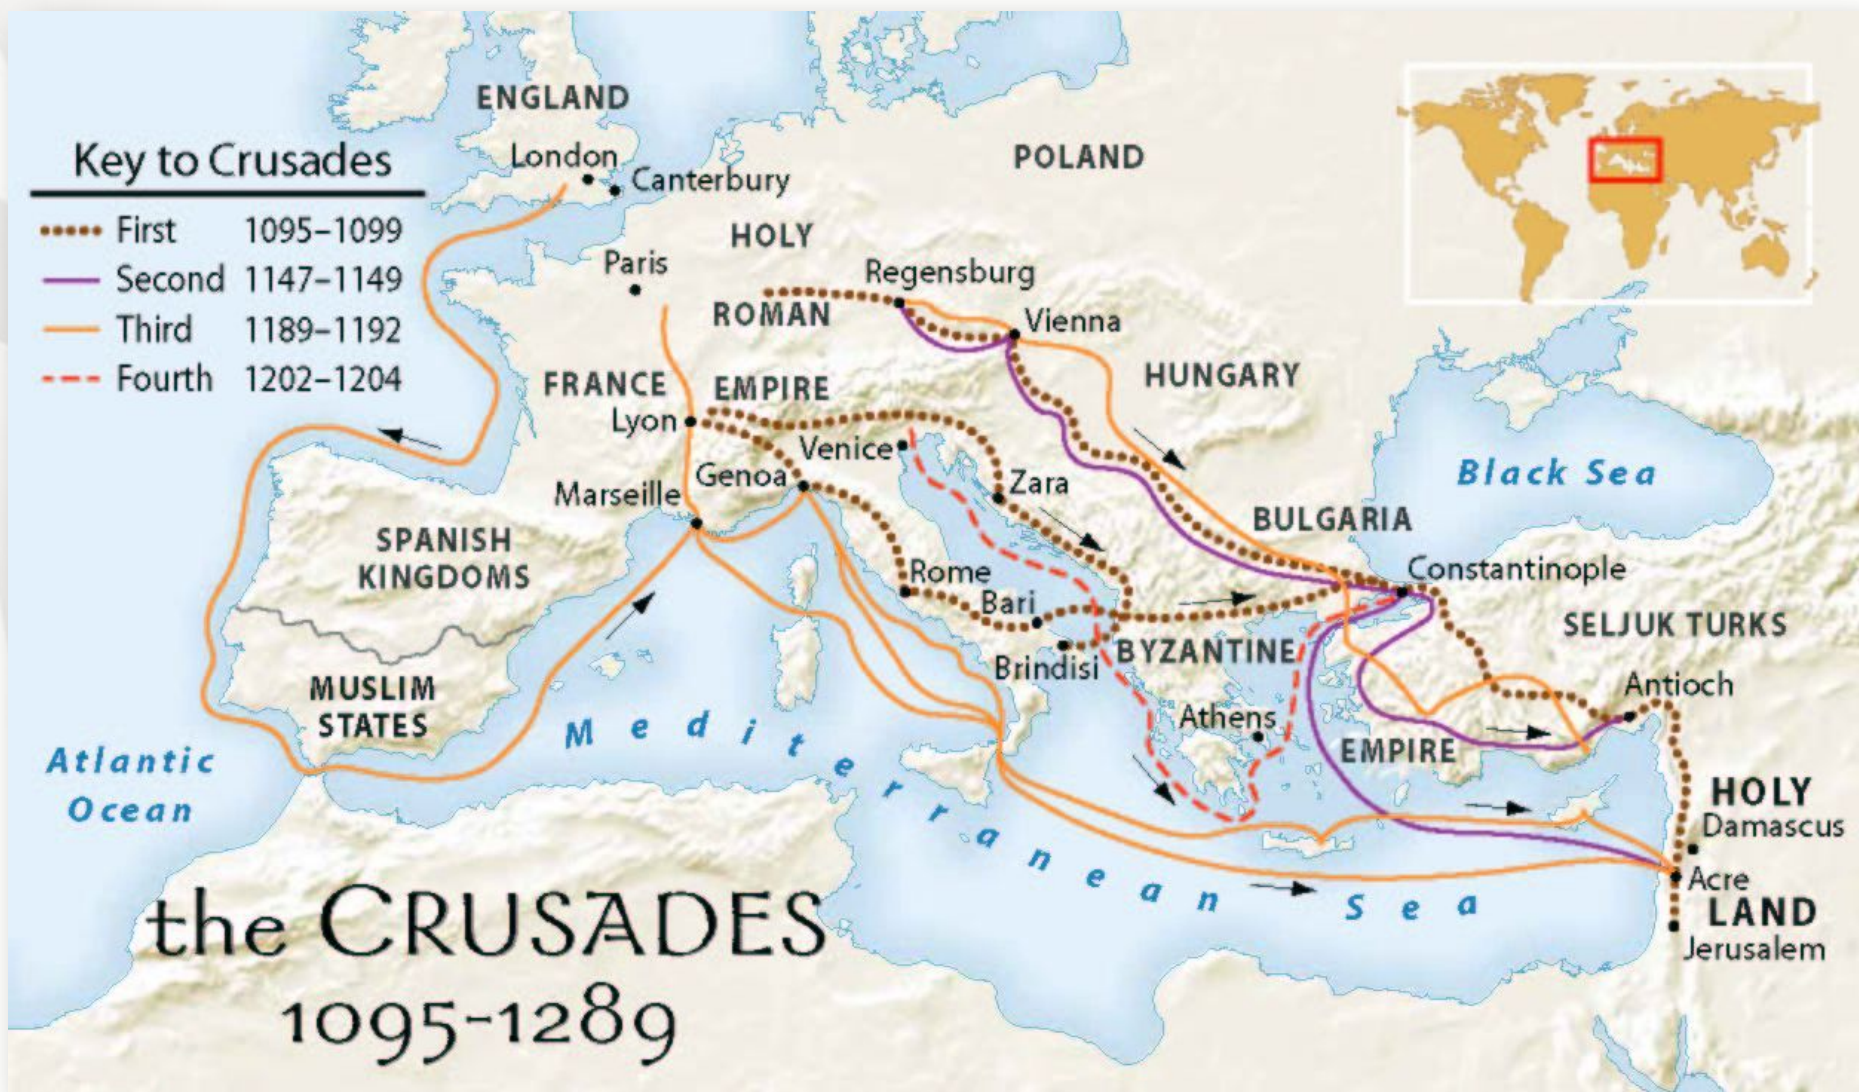 ENGLAND
London
Canterbury
POLAND
Key to Crusades
First 1095–1099
Second 1147–1149
Third 1189–1192
Fourth 1202–1204
HOLY
Paris
Regensburg
ROMAN
Vienna
FRANCE
EMPIRE
HUNGARY
Lyon
Venice
Genoa
Zara
Marseille
Black Sea
SPANISH
KINGDOMS
BULGARIA
Rome
Bari
Constantinople
SELJUK TURKS
Brindisi
BYZANTINE
MUSLIM
STATES
Athens
Antioch
EMPIRE
Mediterranean Sea
Atlantic
Ocean
HOLY
Damascus
Acre
LAND
Jerusalem
the CRUSADES
1095-1289